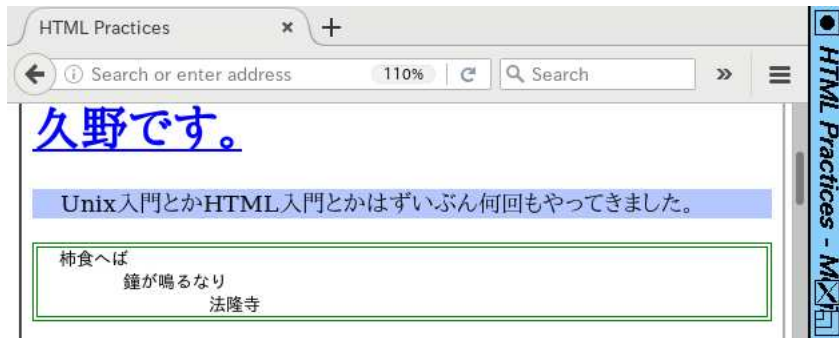 HTML Practices
Search or enter address
110%
Search
久野です。
Unix入門とかHTML入門とかはずいぶん何回もやってきました。
柿食へば
鐘が鳴るなり
法隆寺
HTML Practices - M